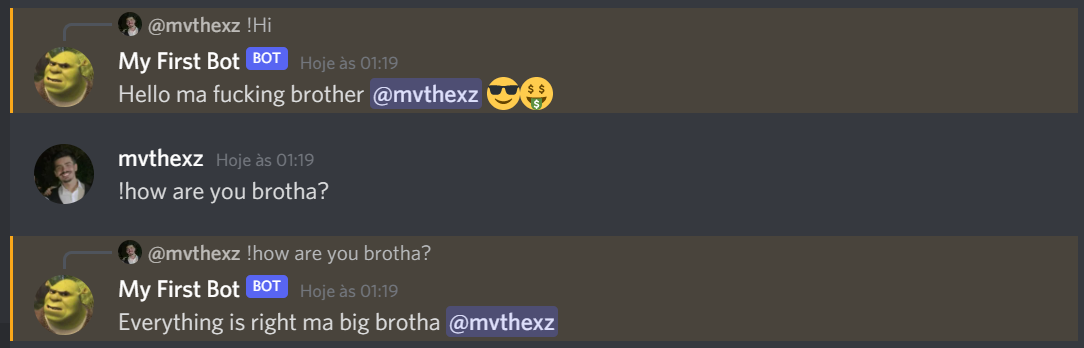 @mvthexz !Hi
My First Bot BOT Hoje às 01:19
Hello ma fucking brother @mvthexz 😎🤑
mvthexz Hoje às 01:19
!how are you brotha?
@mvthexz !how are you brotha?
My First Bot BOT Hoje às 01:19
Everything is right ma big brotha @mvthexz